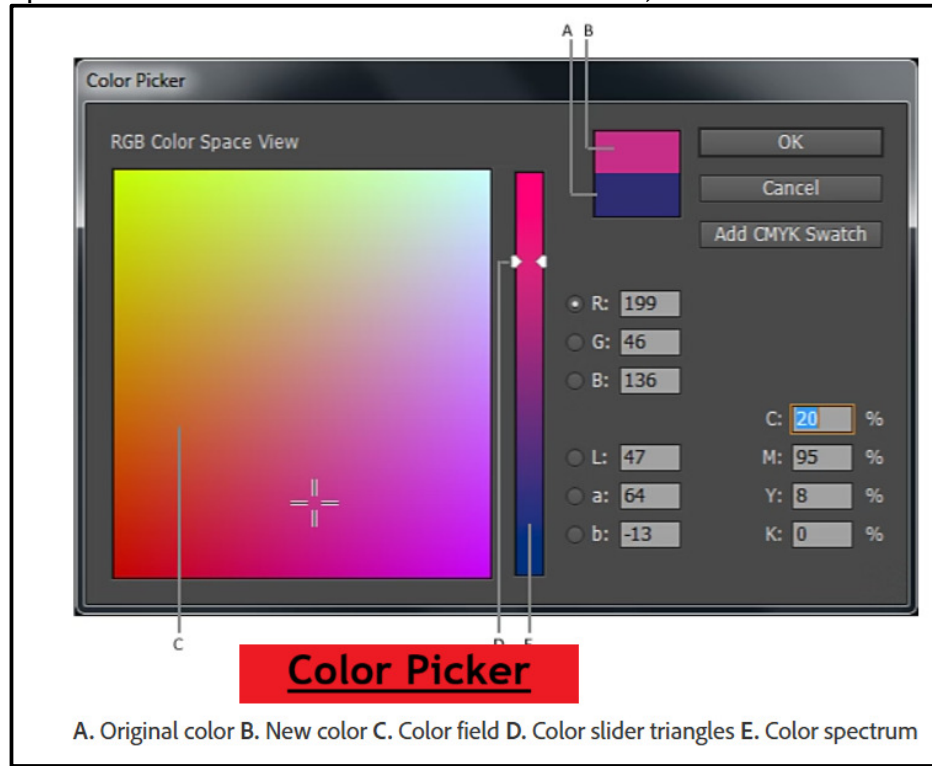 A B
Color Picker
RGB Color Space View
OK
Cancel
Add CMYK Swatch
R: 199
G: 46
B: 136
C: 20 %
L: 47 M: 95 %
a: 64 Y: 8 %
b: -13 K: 0 %
C
Color Picker
A. Original color B. New color C. Color field D. Color slider triangles E. Color spectrum